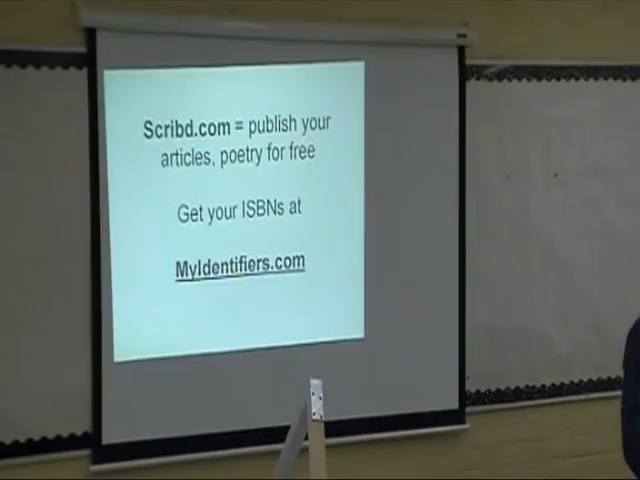 Scribd.com = publish your
articles, poetry for free
Get your ISBNs at
MyIdentifiers.com